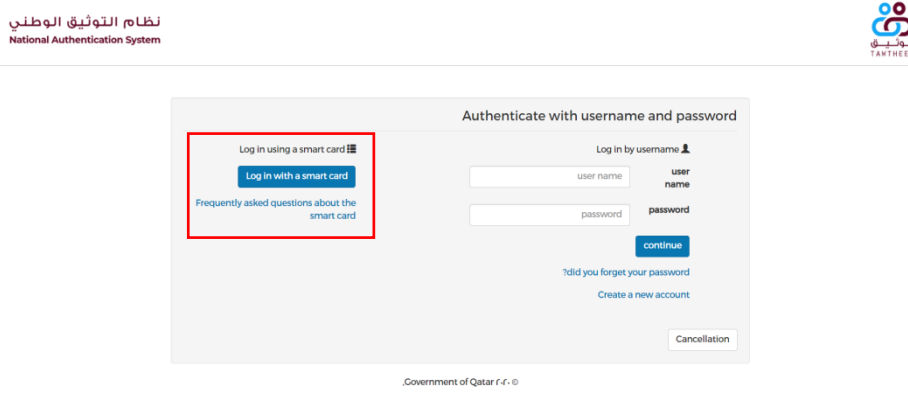 نظام التوثيق الوطني
National Authentication System
توثيق
TAWTHEE
Authenticate with username and password
Log in using a smart card
Log in with a smart card
Frequently asked questions about the
smart card
Log in by username
user name
user
name
password
password
continue
?did you forget your password
Create a new account
Cancellation
,Government of Qatar ٢٠٢٠ ©